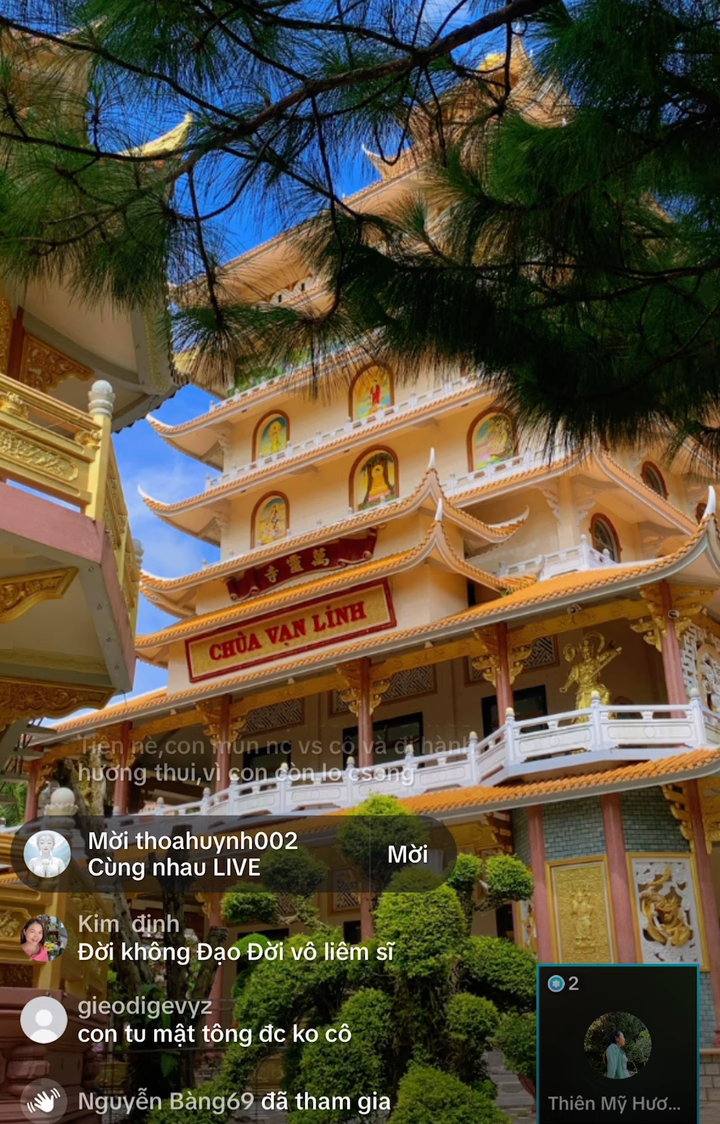 萬靈寺
CHÙA VẠN LINH
Tiên nè,con mún nc vs cô và đi hành
hương thui,vì con còn lo csong
Mời thoahuynh002
Cùng nhau LIVE
Mời
Kim định
Đời không Đạo Đời vô liêm sĩ
gieodigevyz
con tu mật tông đc ko cô
2
Thiên Mỹ Hươ...
Nguyễn Bàng69 đã tham gia